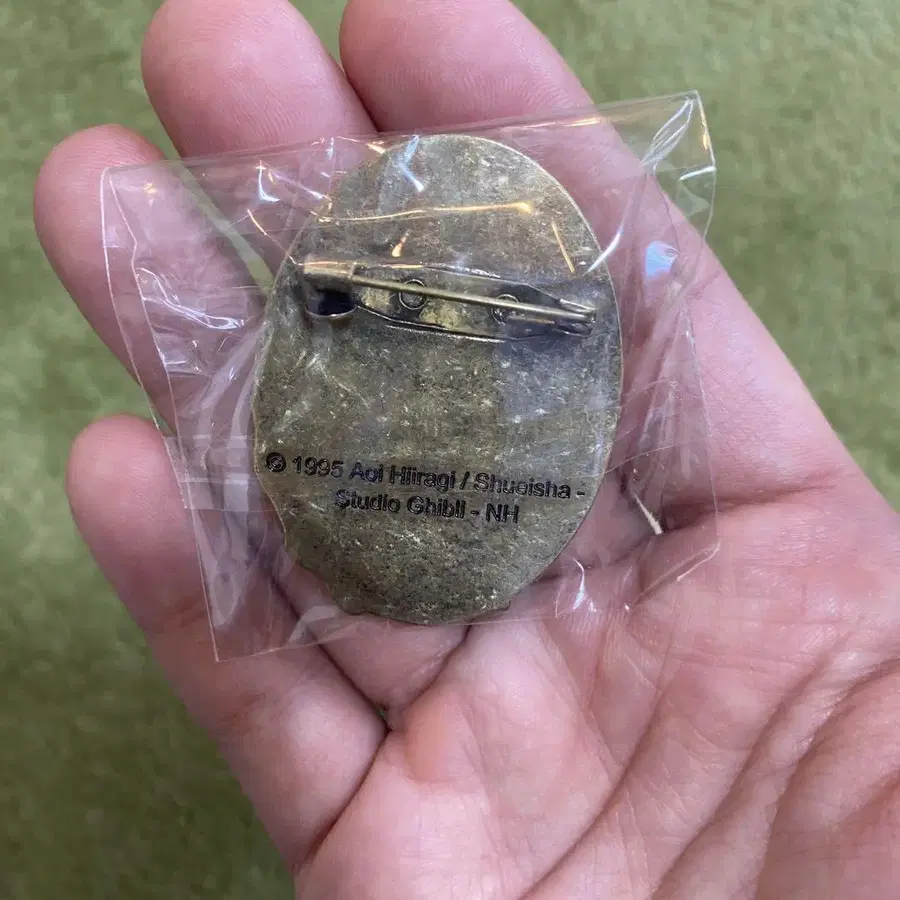 © 1995 Aoi Hiiragi / Shueisha -
Studio Ghibli - NH